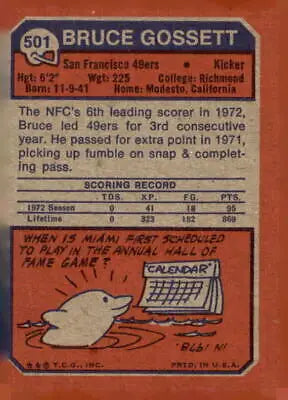 501 BRUCE GOSSETT
San Francisco 49ers • Kicker
Hgt: 6'2" Wgt: 225 College: Richmond
Born: 11-9-41 Home: Modesto, California
The NFC's 6th leading scorer in 1972,
Bruce led 49ers for 3rd consecutive
year. He passed for extra point in 1971,
picking up fumble on snap & complet-
ing pass.
SCORING RECORD
TDS. XP. FG. PTS.
1972 Season 0 41 18 95
Lifetime 0 323 182 869
WHEN IS MIAMI FIRST SCHEDULED
TO PLAY IN THE ANNUAL HALL OF
FAME GAME?
"CALENDAR"
IN 1978.
★★ T.C.G., INC. PRTD. IN U.S.A.